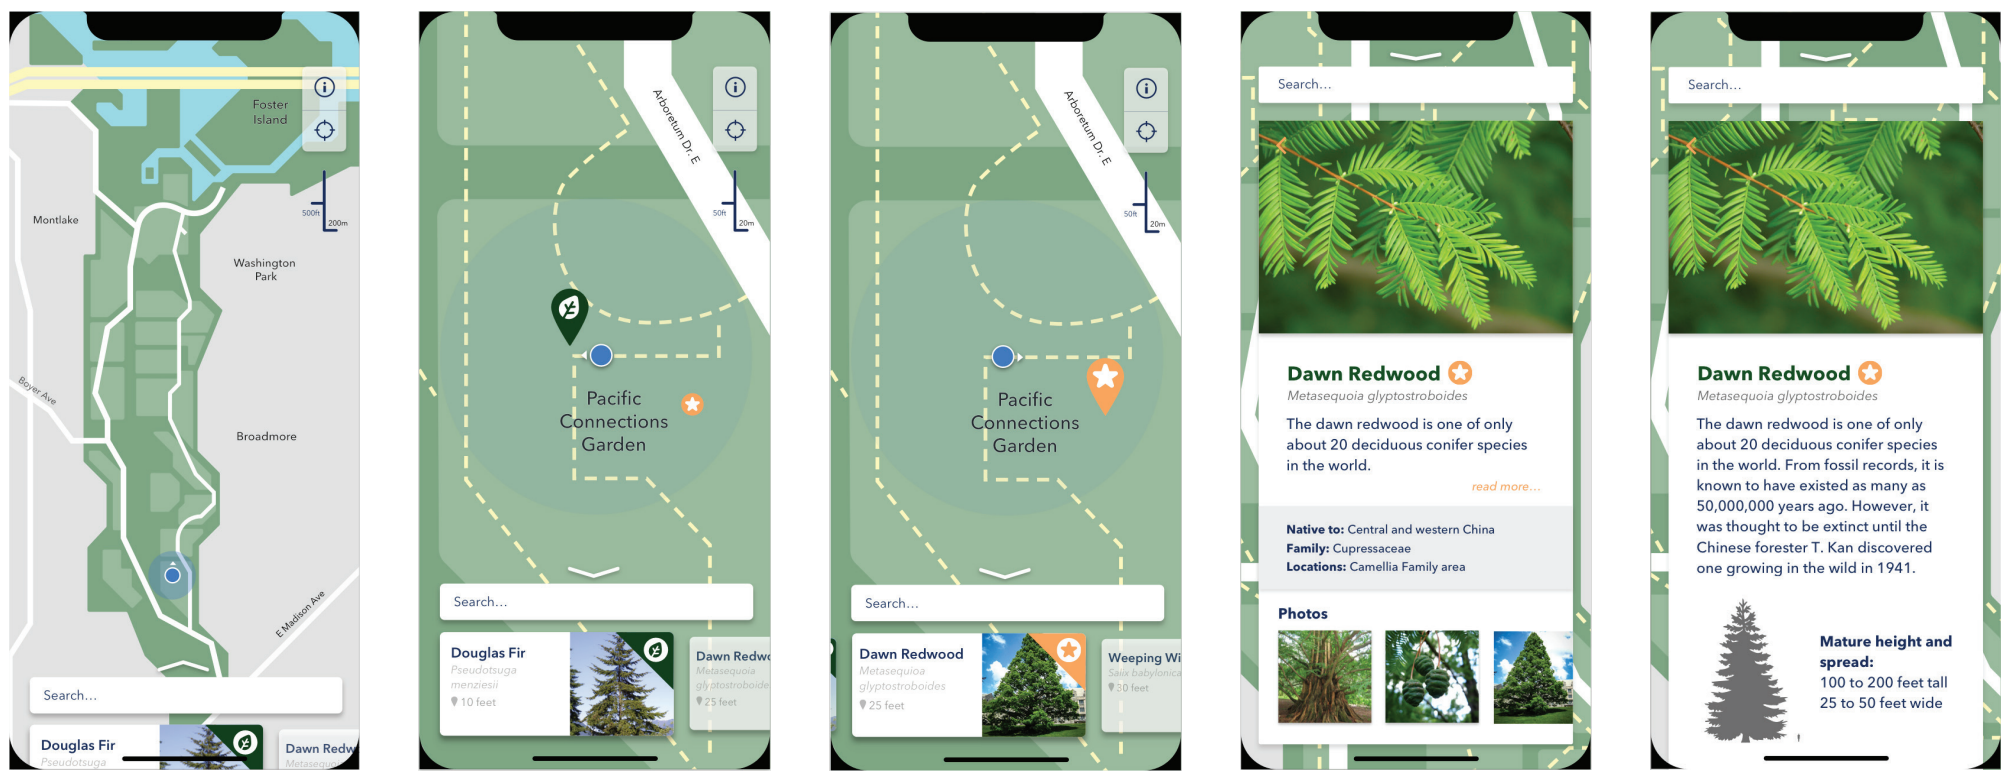 Foster
Island
500ft
200m
Montlake
Washington
Park
Boyer Ave
Broadmore
E Madison Ave
Search...
Douglas Fir
Pseudotsuga
Dawn Redw
Metasequo
Arboretum Dr. E
50ft
20m
Pacific
Connections
Garden
Search...
Douglas Fir
Pseudotsuga
menziesii
10 feet
Dawn Redwo
Metasequoia
glyptostroboide
25 feet
Arboretum Dr. E
50ft
20m
Pacific
Connections
Garden
Search...
Dawn Redwood
Metasequioa
glyptostroboides
25 feet
Weeping Wi
Salix babylonica
30 feet
Search...
Dawn Redwood
Metasequoia glyptostroboides
The dawn redwood is one of only
about 20 deciduous conifer species
in the world.
read more...
Native to: Central and western China
Family: Cupressaceae
Locations: Camellia Family area
Photos
Search...
Dawn Redwood
Metasequoia glyptostroboides
The dawn redwood is one of only
about 20 deciduous conifer species
in the world. From fossil records, it is
known to have existed as many as
50,000,000 years ago. However, it
was thought to be extinct until the
Chinese forester T. Kan discovered
one growing in the wild in 1941.
Mature height and
spread:
100 to 200 feet tall
25 to 50 feet wide